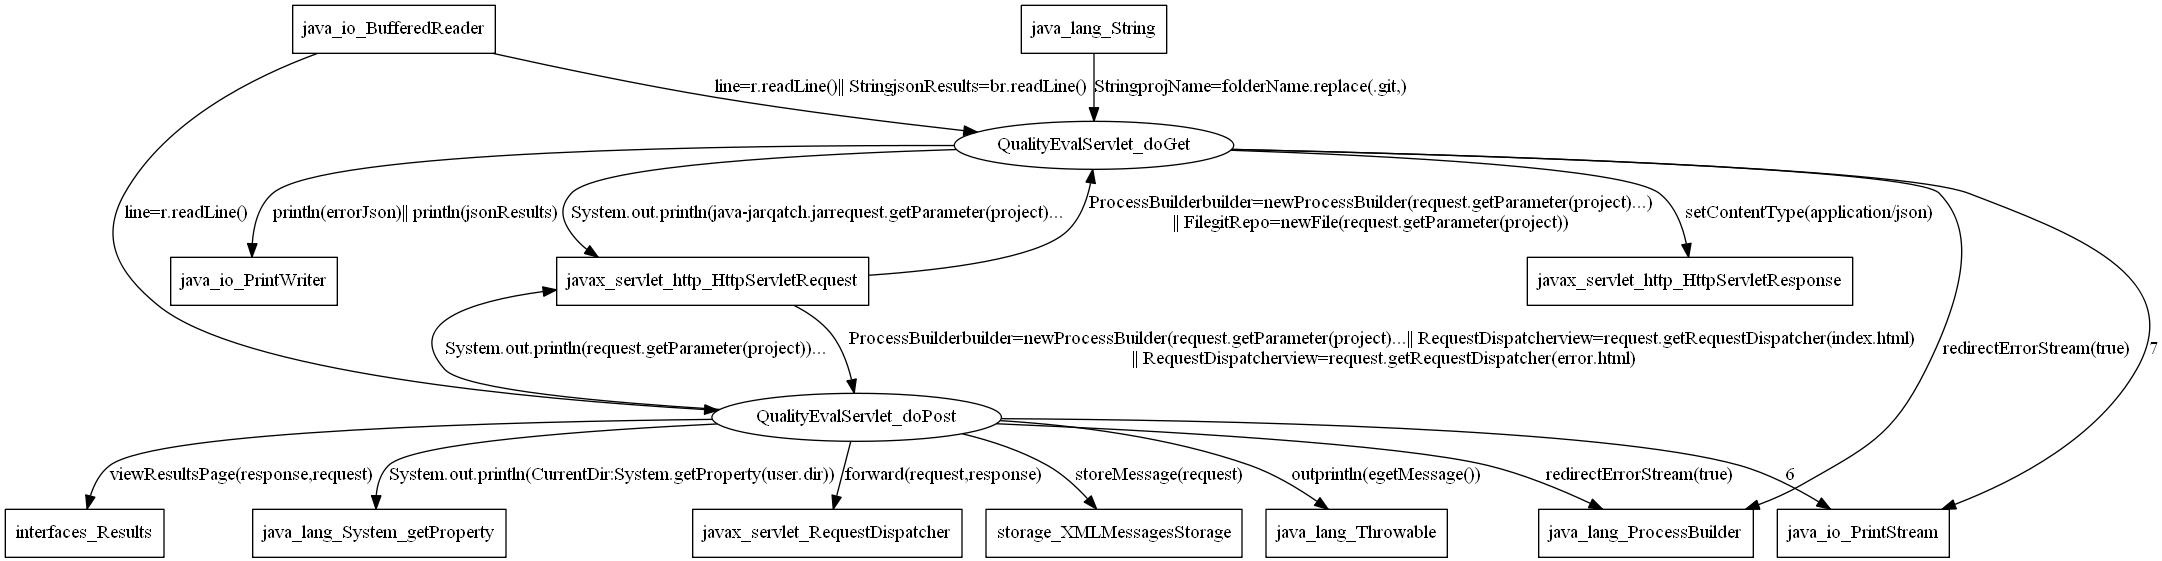 java_io_BufferedReader
java_lang_String
line=r.readLine()|| StringjsonResults=br.readLine()
StringprojName=folderName.replace(.git,)
QualityEvalServlet_doGet
line=r.readLine()
println(errorJson)|| println(jsonResults)
System.out.println(java-jarqatch.jarrequest.getParameter(project)...
ProcessBuilderbuilder=newProcessBuilder(request.getParameter(project)...)
|| FilegitRepo=newFile(request.getParameter(project))
setContentType(application/json)
java_io_PrintWriter
javax_servlet_http_HttpServletRequest
javax_servlet_http_HttpServletResponse
System.out.println(request.getParameter(project))...
ProcessBuilderbuilder=newProcessBuilder(request.getParameter(project)...|| RequestDispatcherview=request.getRequestDispatcher(index.html)
|| RequestDispatcherview=request.getRequestDispatcher(error.html)
redirectErrorStream(true)
7
QualityEvalServlet_doPost
viewResultsPage(response,request)
System.out.println(CurrentDir:System.getProperty(user.dir))
forward(request,response)
storeMessage(request)
outprintln(egetMessage())
redirectErrorStream(true)
6
interfaces_Results
java_lang_System_getProperty
javax_servlet_RequestDispatcher
storage_XMLMessagesStorage
java_lang_Throwable
java_lang_ProcessBuilder
java_io_PrintStream